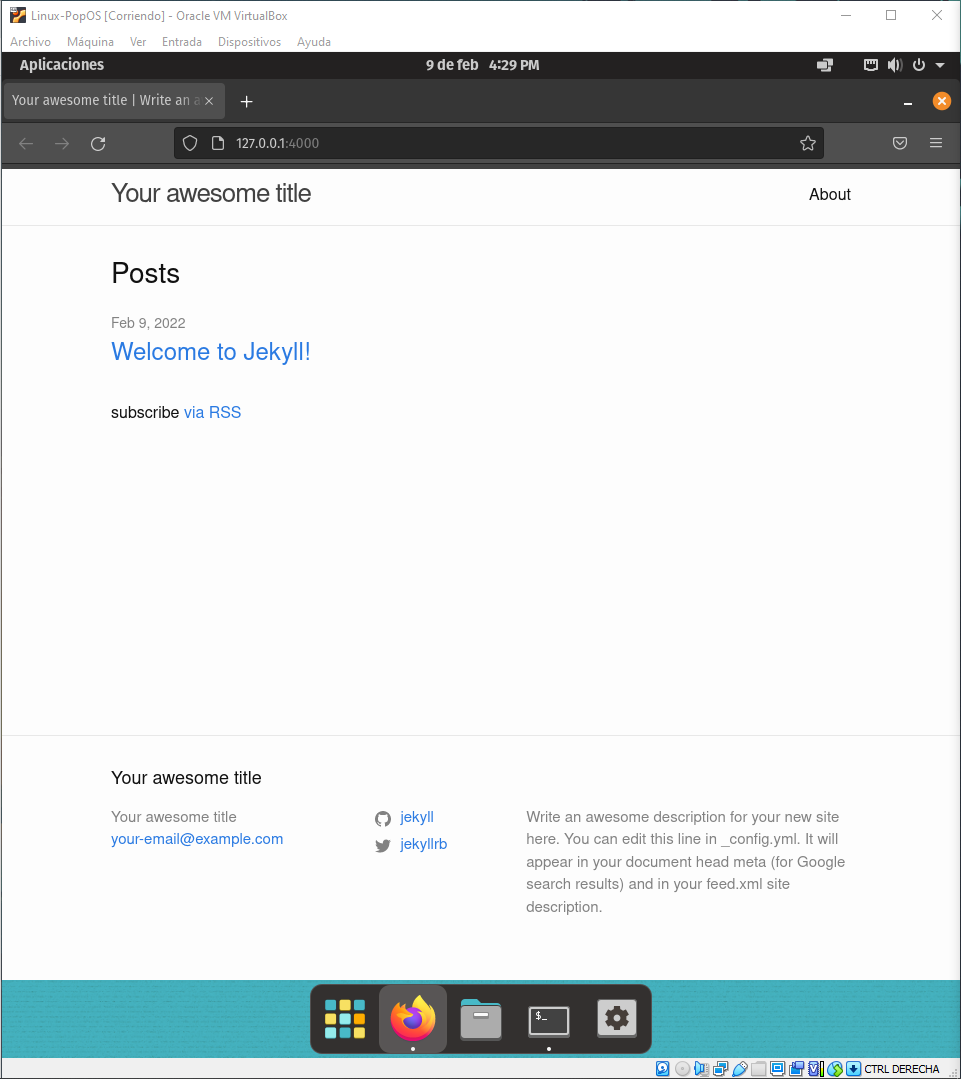 Linux-PopOS [Corriendo] - Oracle VM VirtualBox
Archivo Máquina Ver Entrada Dispositivos Ayuda
Aplicaciones 9 de feb 4:29 PM
Your awesome title | Write an a
127.0.0.1:4000
Your awesome title About
Posts
Feb 9, 2022
Welcome to Jekyll!
subscribe via RSS
Your awesome title
Your awesome title
your-email@example.com
jekyll
jekyllrb
Write an awesome description for your new site
here. You can edit this line in _config.yml. It will
appear in your document head meta (for Google
search results) and in your feed.xml site
description.
$_
CTRL DERECHA